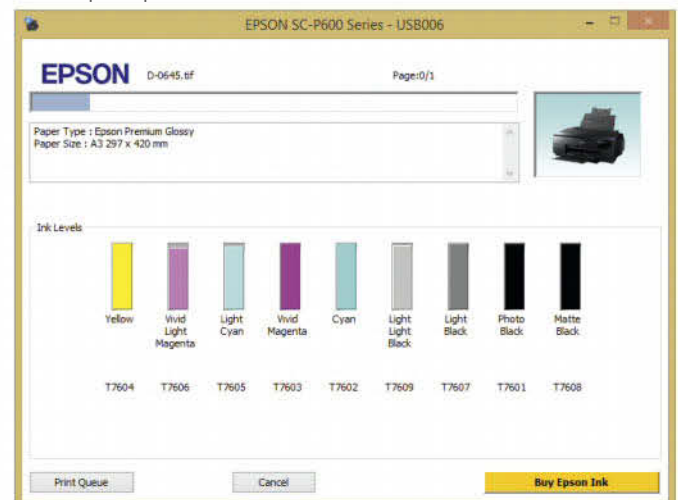 EPSON SC-P600 Series - USB006
EPSON D-0645.tif Page:0/1
Paper Type : Epson Premium Glossy
Paper Size : A3 297 x 420 mm
Ink Levels
Yellow
Vivid Light Magenta
Light Cyan
Vivid Magenta
Cyan
Light Light Black
Light Black
Photo Black
Matte Black
T7604 T7606 T7605 T7603 T7602 T7609 T7607 T7601 T7608
Print Queue Cancel Buy Epson Ink